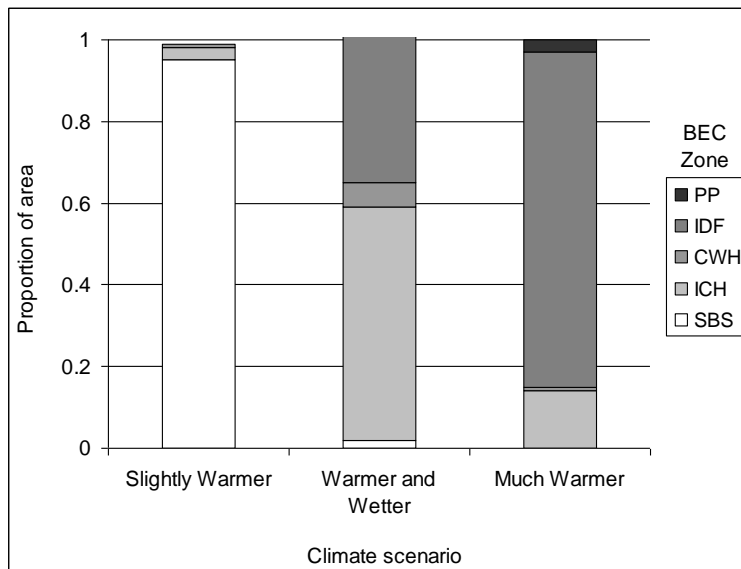 1
0.8
0.6
0.4
0.2
0
Proportion of area
Slightly Warmer
Warmer and
Wetter
Much Warmer
Climate scenario
BEC
Zone
PP
IDF
CWH
ICH
SBS